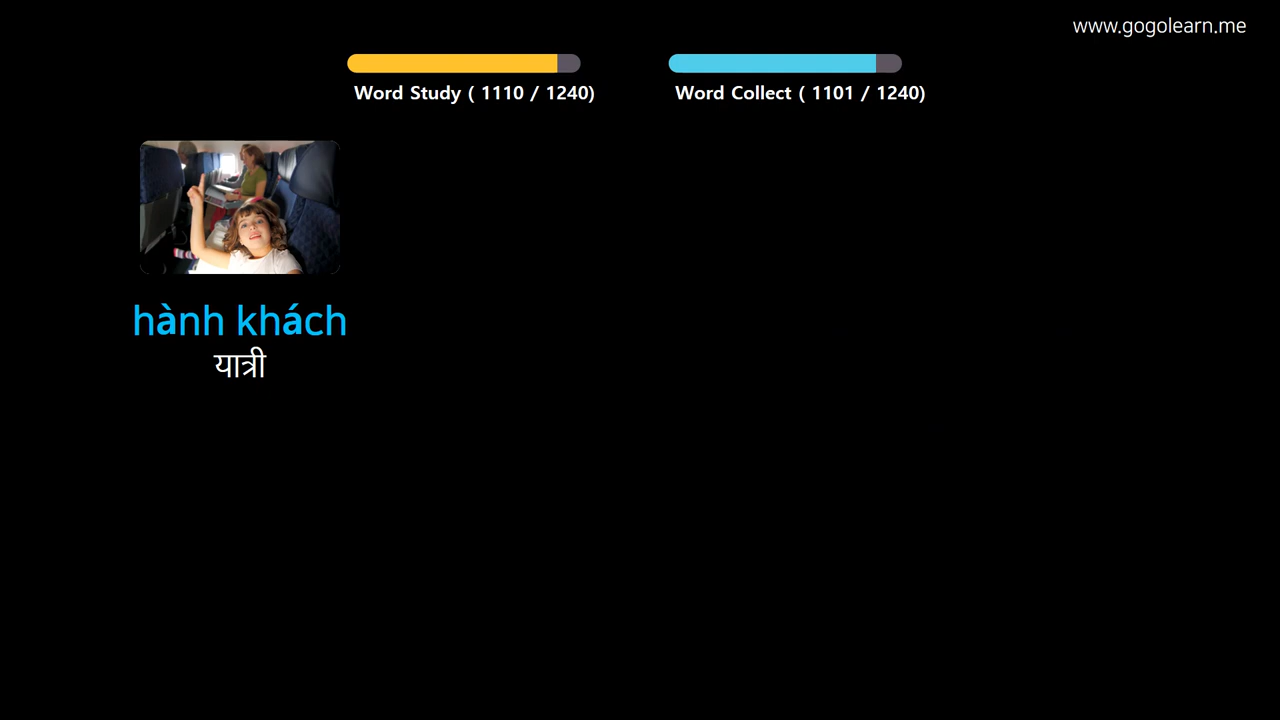 www.gogolearn.me
Word Study ( 1110 / 1240)
Word Collect ( 1101 / 1240)
hành khách
यात्री